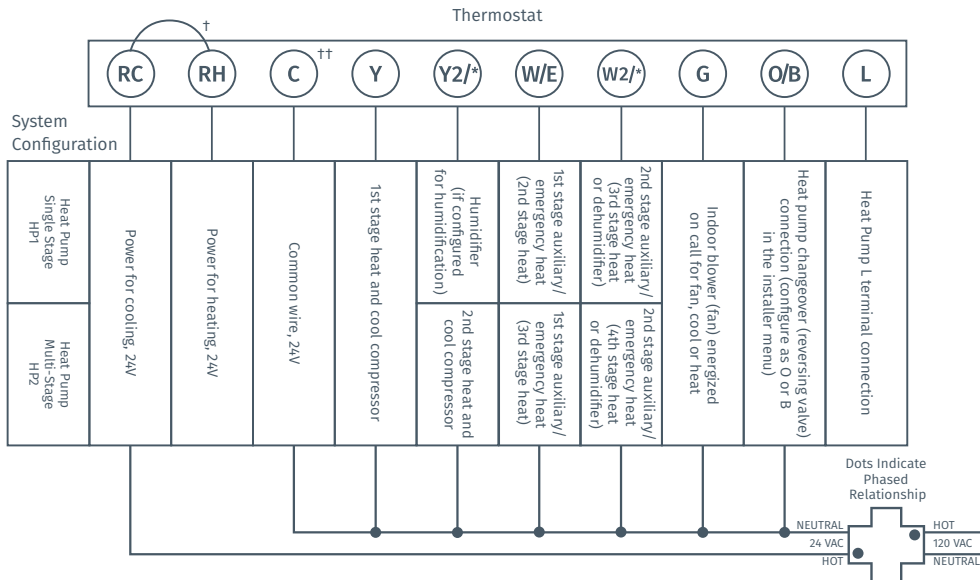 Thermostat
†
††
RC
RH
C
Y
Y2/*
W/E
W2/*
G
O/B
L
System
Configuration
Heat Pump
Single Stage
HP1
Heat Pump
Multi-Stage
HP2
Power for cooling, 24V
Power for heating, 24V
Common wire, 24V
1st stage heat and cool compressor
Humidifier
(if configured
for humidification)
2nd stage heat and
cool compressor
1st stage auxiliary/
emergency heat
(2nd stage heat)
1st stage auxiliary/
emergency heat
(3rd stage heat)
2nd stage auxiliary/
emergency heat
(3rd stage heat
or dehumidifier)
2nd stage auxiliary/
emergency heat
(4th stage heat
or dehumidifier)
Indoor blower (fan) energized
on call for fan, cool or heat
Heat pump changeover (reversing valve)
connection (configure as O or B
in the installer menu)
Heat Pump L terminal connection
Dots Indicate
Phased
Relationship
NEUTRAL
24 VAC
HOT
HOT
120 VAC
NEUTRAL